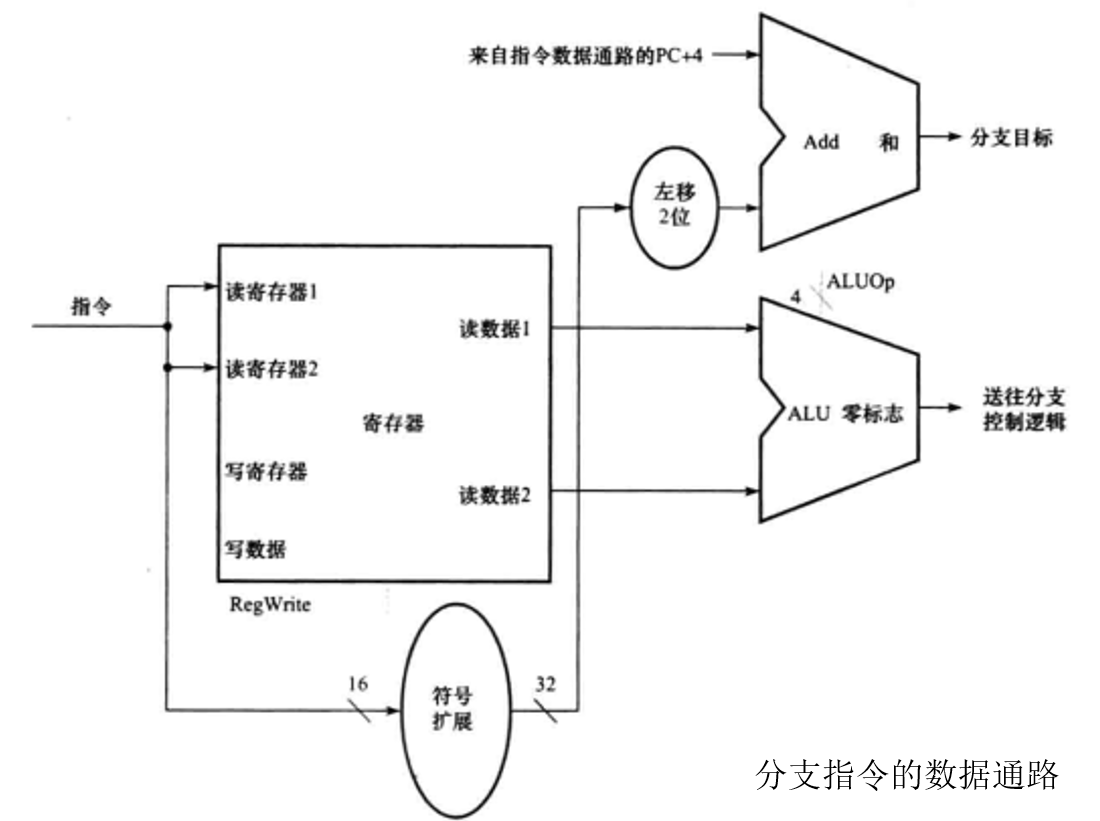 来自指令数据通路的PC+4
Add 和
分支目标
左移
2位
指令
读寄存器1
读寄存器2
寄存器
写寄存器
写数据
读数据1
读数据2
RegWrite
4
ALUOp
ALU 零标志
送往分支
控制逻辑
16
符号
扩展
32
分支指令的数据通路